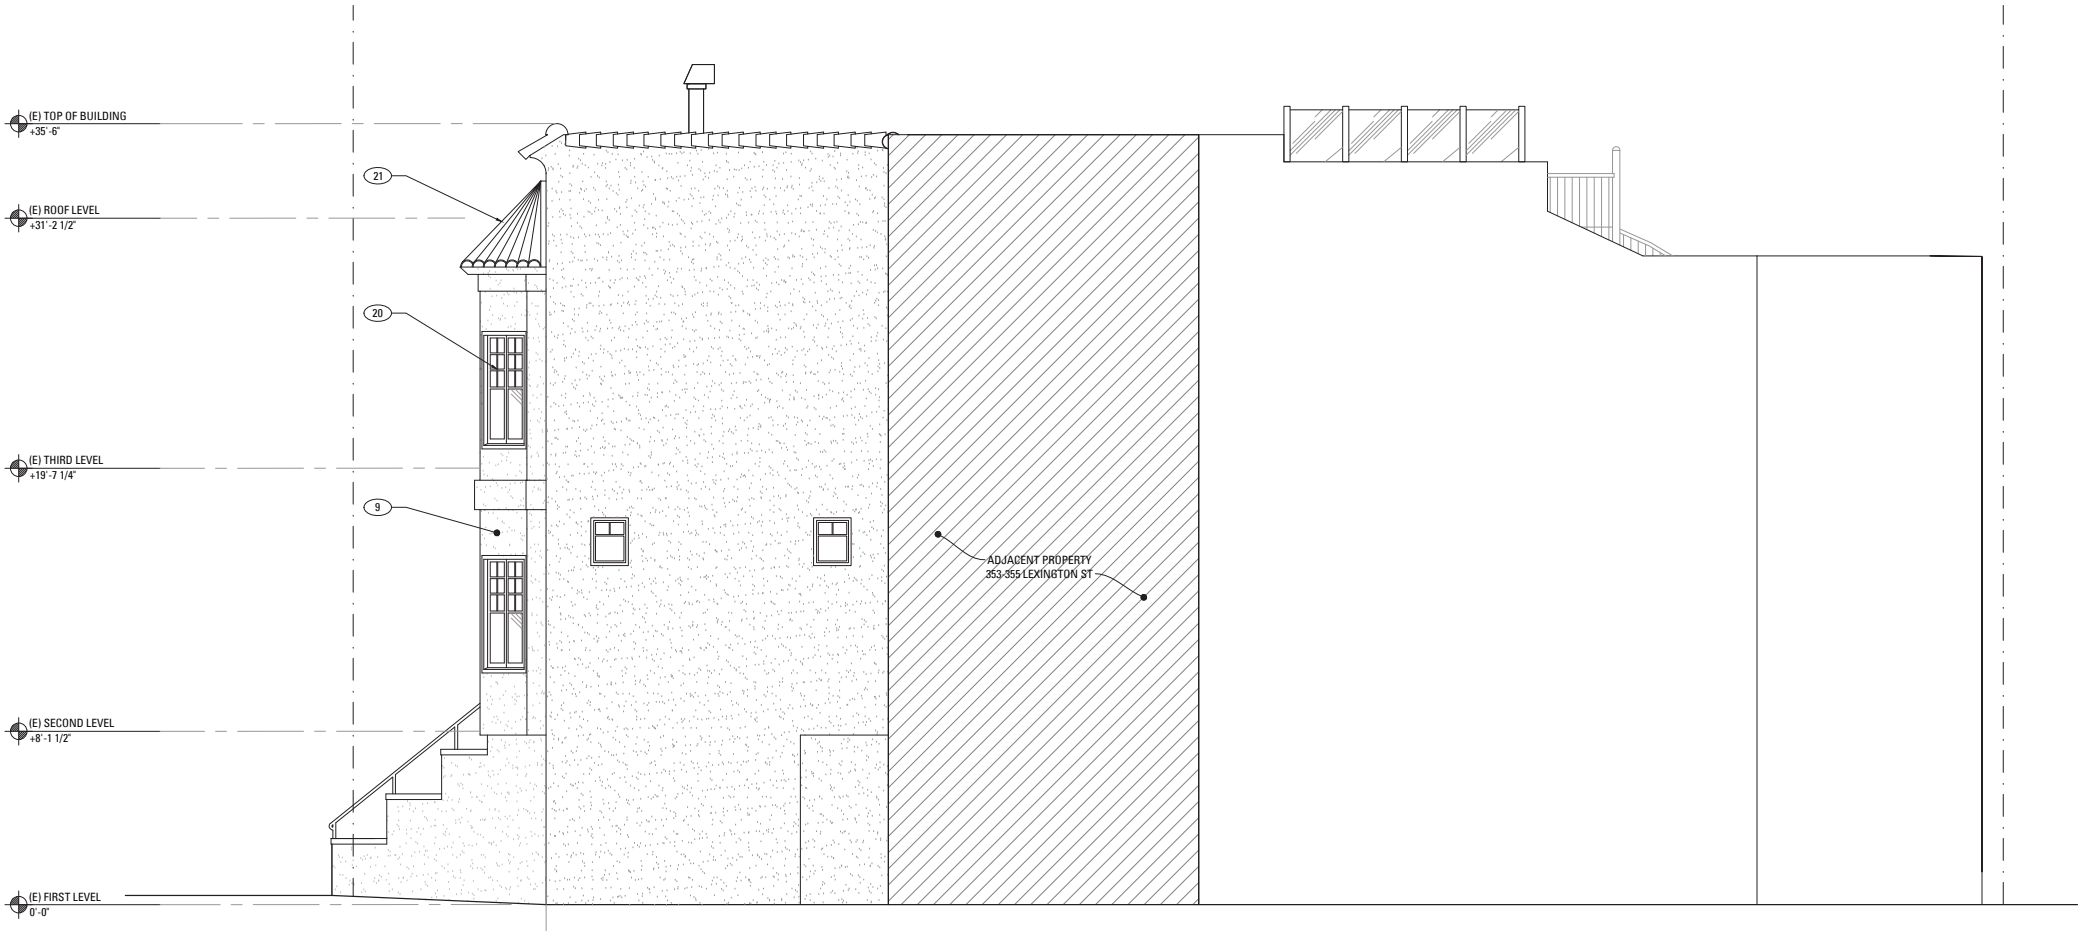 (E) TOP OF BUILDING
+35'-6"
21
(E) ROOF LEVEL
+31'-2 1/2"
20
(E) THIRD LEVEL
+19'-7 1/4"
9
ADJACENT PROPERTY
353-355 LEXINGTON ST
(E) SECOND LEVEL
+8'-1 1/2"
(E) FIRST LEVEL
0'-0"